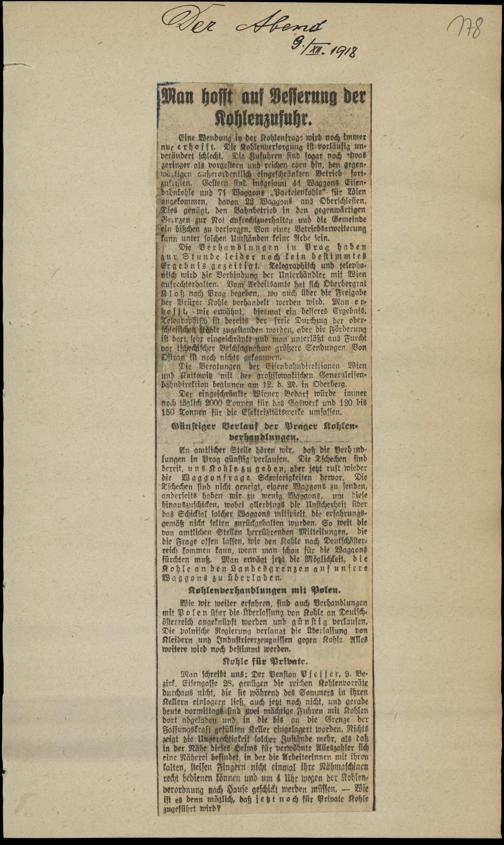 Der Abend
9./XII. 1918
178
Man hofft auf Besserung der
Kohlenzufuhr.
Eine Wendung in der Kohlenfrage wird noch immer
nur erhofft. Die Kohlenversorgung ist vorläufig un-
verändert schlecht. Die Zufuhren sind sogar noch etwas
geringer als vorgestern und reichen kaum hin, den gegen-
wärtigen außerordentlich eingeschränkten Betrieb fort-
zuführen. Gestern sind insgesamt 44 Waggons Eisen-
bahnkohle und 71 Waggons „Parteienkohle" für Wien
angekommen, davon 22 Waggons aus Oberschlesien.
Dies genügt, den Bahnbetrieb in den gegenwärtigen
Grenzen zur Not aufrechtzuerhalten und die Gemeinde
ein bißchen zu versorgen. Von einer Betriebserweiterung
kann unter solchen Umständen keine Rede sein.
Die Verhandlungen in Prag haben
zur Stunde leider noch kein bestimmtes
Ergebnis gezeitigt. Telegraphisch und telepho-
nisch wird die Verbindung der Unterhändler mit Wien
aufrechterhalten. Vom Arbeitsamte hat sich Oberbergrat
Kloß nach Prag begeben, wo auch über die Freigabe
der Brüxer Kohle verhandelt werden wird. Man er-
hofft, wie erwähnt, diesmal ein besseres Ergebnis.
ist bereits der freie Durchzug der ober-
schlesischen Kohle zugestanden worden, aber die Förderung
ist dort sehr eingeschränkt und man unterläßt aus Furcht
vor tschechischer Beschlagnahme größere Sendungen. Von
Ostrau ist noch nichts gekommen.
Die Beratungen der Eisenbahndirektionen Wien
und Kattowitz mit der großslowakischen Generaleisen-
bahndirektion beginnen am 12. d. M. in Oderberg.
Der eingeschränkte Wiener Bedarf würde immer
noch täglich 2000 Tonnen für das Gaswerk und 120 bis
150 Tonnen für die Elektrizitätswerke umfassen.
Günstiger Verlauf der Prager Kohlen-
verhandlungen.
An amtlicher Stelle hören wir, daß die Verhand-
lungen in Prag günstig verlaufen. Die Tschechen sind
bereit, uns Kohle zu geben, aber jetzt ruft wieder
die Waggonfrage Schwierigkeiten hervor. Die
Tschechen sind nicht geneigt, eigene Waggons zu senden,
anderseits haben wir zu wenig Waggons, um diese
hinauszuschicken, wobei allerdings die Unsicherheit über
das Schicksal solcher Waggons mitspielt, die erfahrungs-
gemäß nicht selten zurückgehalten wurden. So weit die
von amtlichen Stellen herrührenden Mitteilungen, die
die Frage offen lassen, wie den Kohle nach Deutschöster-
reich kommen kann, wenn man schon für die Waggons
fürchten muß. Man erwägt jetzt die Möglichkeit, die
Kohle an den Landesgrenzen auf unsere
Waggons zu überladen.
Kohlenverhandlungen mit Polen.
Wie wir weiter erfahren, sind auch Verhandlungen
mit Polen über die Überlassung von Kohle an Deutsch-
österreich angeknüpft worden und günstig verlaufen.
Die polnische Regierung verlangt die Überlassung von
Kleidern und Industrieerzeugnissen gegen Kohle. Alles
weitere wird noch bestimmt werden.
Kohle für Private.
Man schreibt uns: Der Pension Pfeifer, 9. Be-
zirk, Eisengasse 28, genügen die reichen Kohlenvorräte
durchaus nicht, die sie während des Sommers in ihren
Kellern einlagern ließ, auch jetzt noch nicht, und gerade
heute vormittags sind zwei mächtige Fuhren mit Kohlen
dort abgeladen und in die bis an die Grenze der
Fassungskraft gefüllten Keller eingelagert worden. Nichts
zeigt die Ungerechtigkeit solcher Zustände mehr, als daß
in der Nähe dieses Heims für verwöhnte Alleszahler sich
eine Näherei befindet, in der die Arbeiterinnen mit ihren
kalten, steifen Fingern nicht einmal ihre Nähmaschinen
recht bedienen können und um 4 Uhr wegen der Kohlen-
verordnung nach Hause geschickt werden müssen. — Wie
ist es denn möglich, daß jetzt noch für Private Kohle
zugeführt wird?